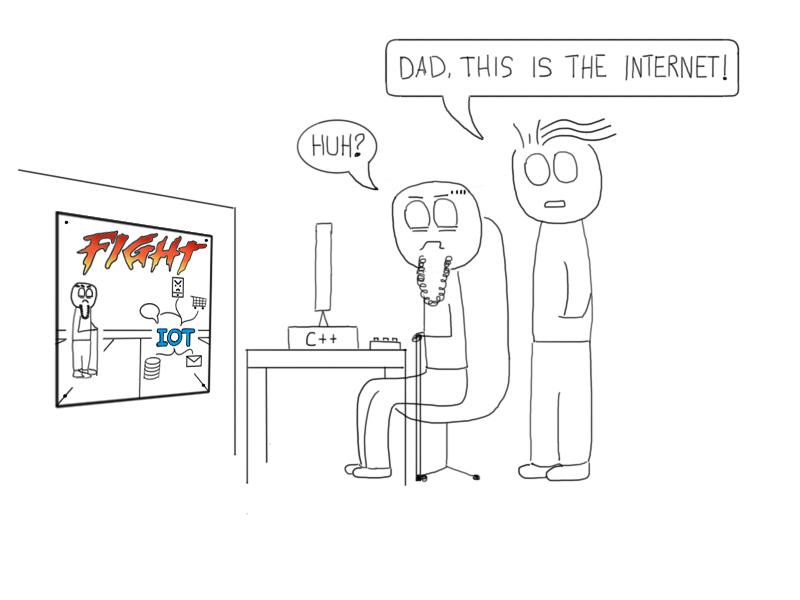 DAD, THIS IS THE INTERNET!
HUH?
FIGHT
IOT
C++